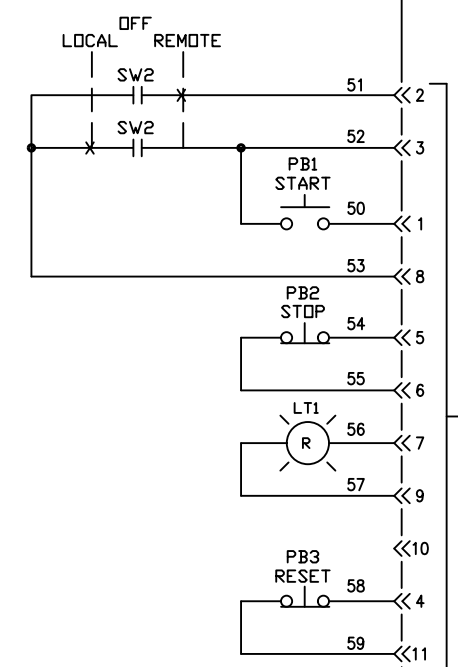 OFF
LOCAL REMOTE
SW2
51 2
SW2
52 3
PB1
START
50 1
53 8
PB2
STOP
54 5
55 6
LT1
R
56 7
57 9
10
PB3
RESET
58 4
59 11